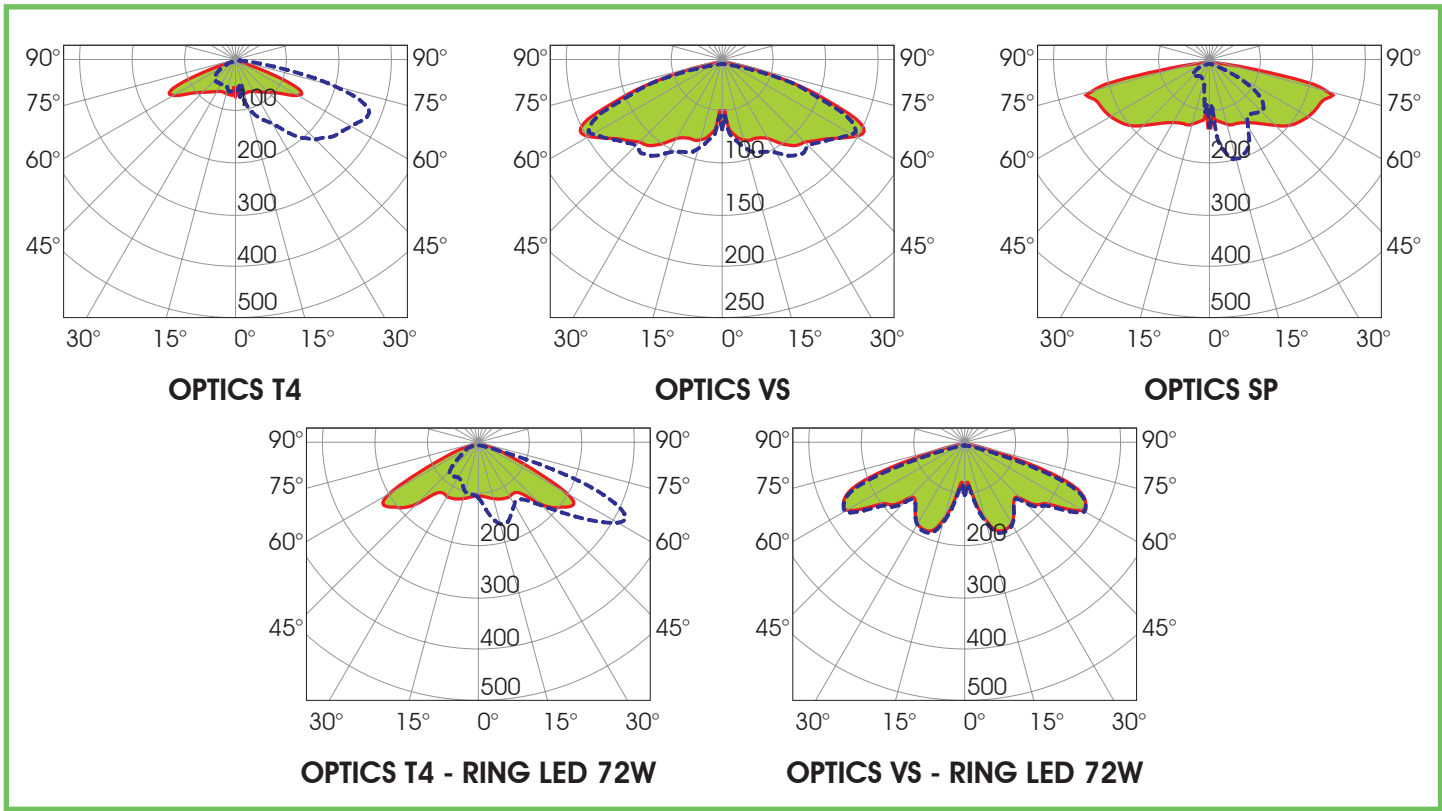 90° 90° 90° 90° 90° 90°
75° 100 75° 75° 75° 75° 75°
60° 200 60° 60° 100 60° 60° 200 60°
300 150 300
45° 400 45° 45° 200 45° 45° 400 45°
500 250 500
30° 15° 0° 15° 30° 30° 15° 0° 15° 30° 30° 15° 0° 15° 30°
OPTICS T4 OPTICS VS OPTICS SP
90° 90° 90° 90°
75° 75° 75° 75°
60° 200 60° 60° 200 60°
300 300
45° 45° 45° 45°
400 400
500 500
30° 15° 0° 15° 30° 30° 15° 0° 15° 30°
OPTICS T4 - RING LED 72W OPTICS VS - RING LED 72W